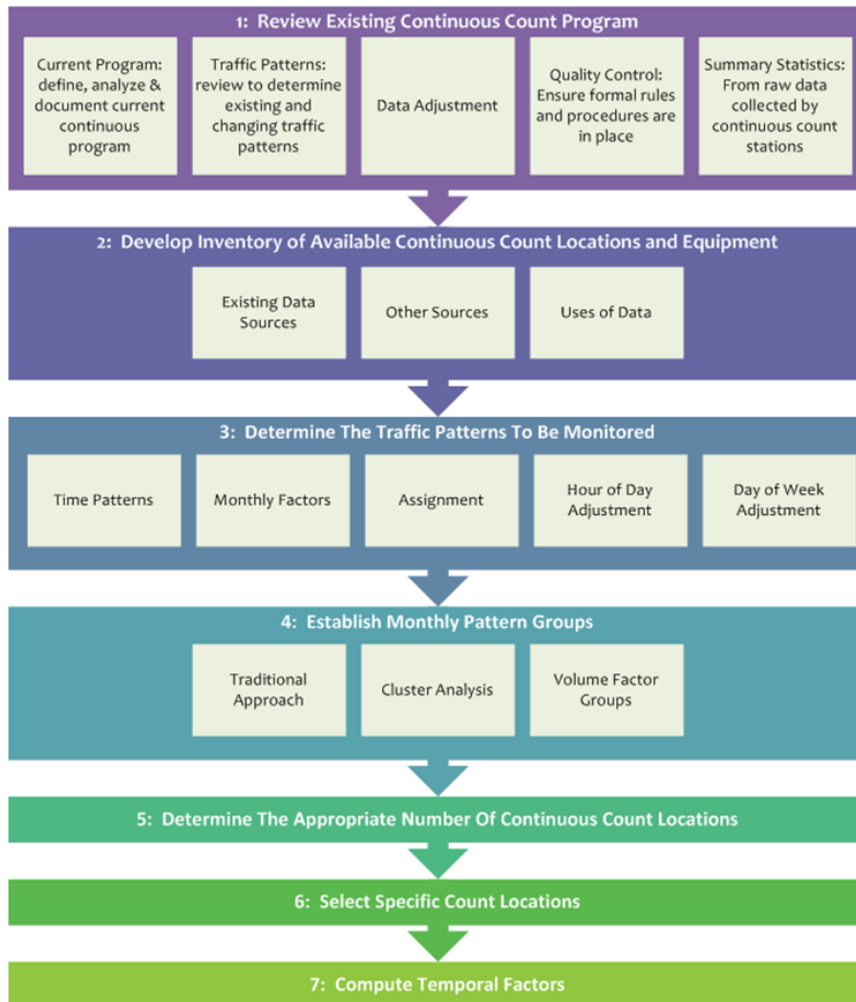 1: Review Existing Continuous Count Program
Current Program:
define, analyze &
document current
continuous
program
Traffic Patterns:
review to determine
existing and
changing traffic
patterns
Data Adjustment
Quality Control:
Ensure formal rules
and procedures are
in place
Summary Statistics:
From raw data
collected by
continuous count
stations
2: Develop Inventory of Available Continuous Count Locations and Equipment
Existing Data
Sources
Other Sources
Uses of Data
3: Determine The Traffic Patterns To Be Monitored
Time Patterns
Monthly Factors
Assignment
Hour of Day
Adjustment
Day of Week
Adjustment
4: Establish Monthly Pattern Groups
Traditional
Approach
Cluster Analysis
Volume Factor
Groups
5: Determine The Appropriate Number Of Continuous Count Locations
6: Select Specific Count Locations
7: Compute Temporal Factors